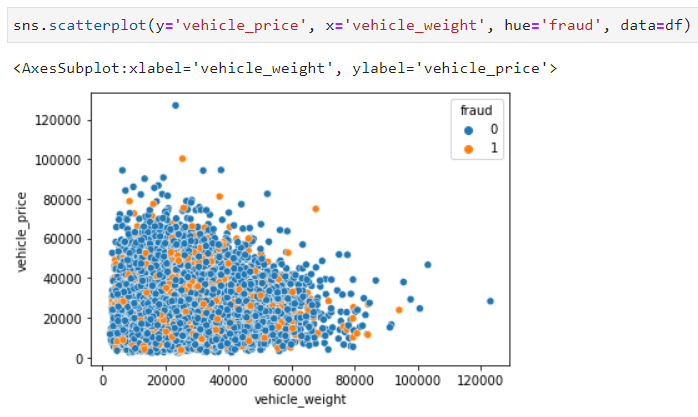 sns.scatterplot(y='vehicle_price', x='vehicle_weight', hue='fraud', data=df)
<AxesSubplot:xlabel='vehicle_weight', ylabel='vehicle_price'>
fraud
0
1
120000
100000
80000
60000
40000
20000
0
vehicle_price
0 20000 40000 60000 80000 100000 120000
vehicle_weight